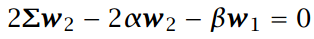 2𝜮𝒘₂ − 2𝛼𝒘₂ − 𝛽𝒘₁ = 0